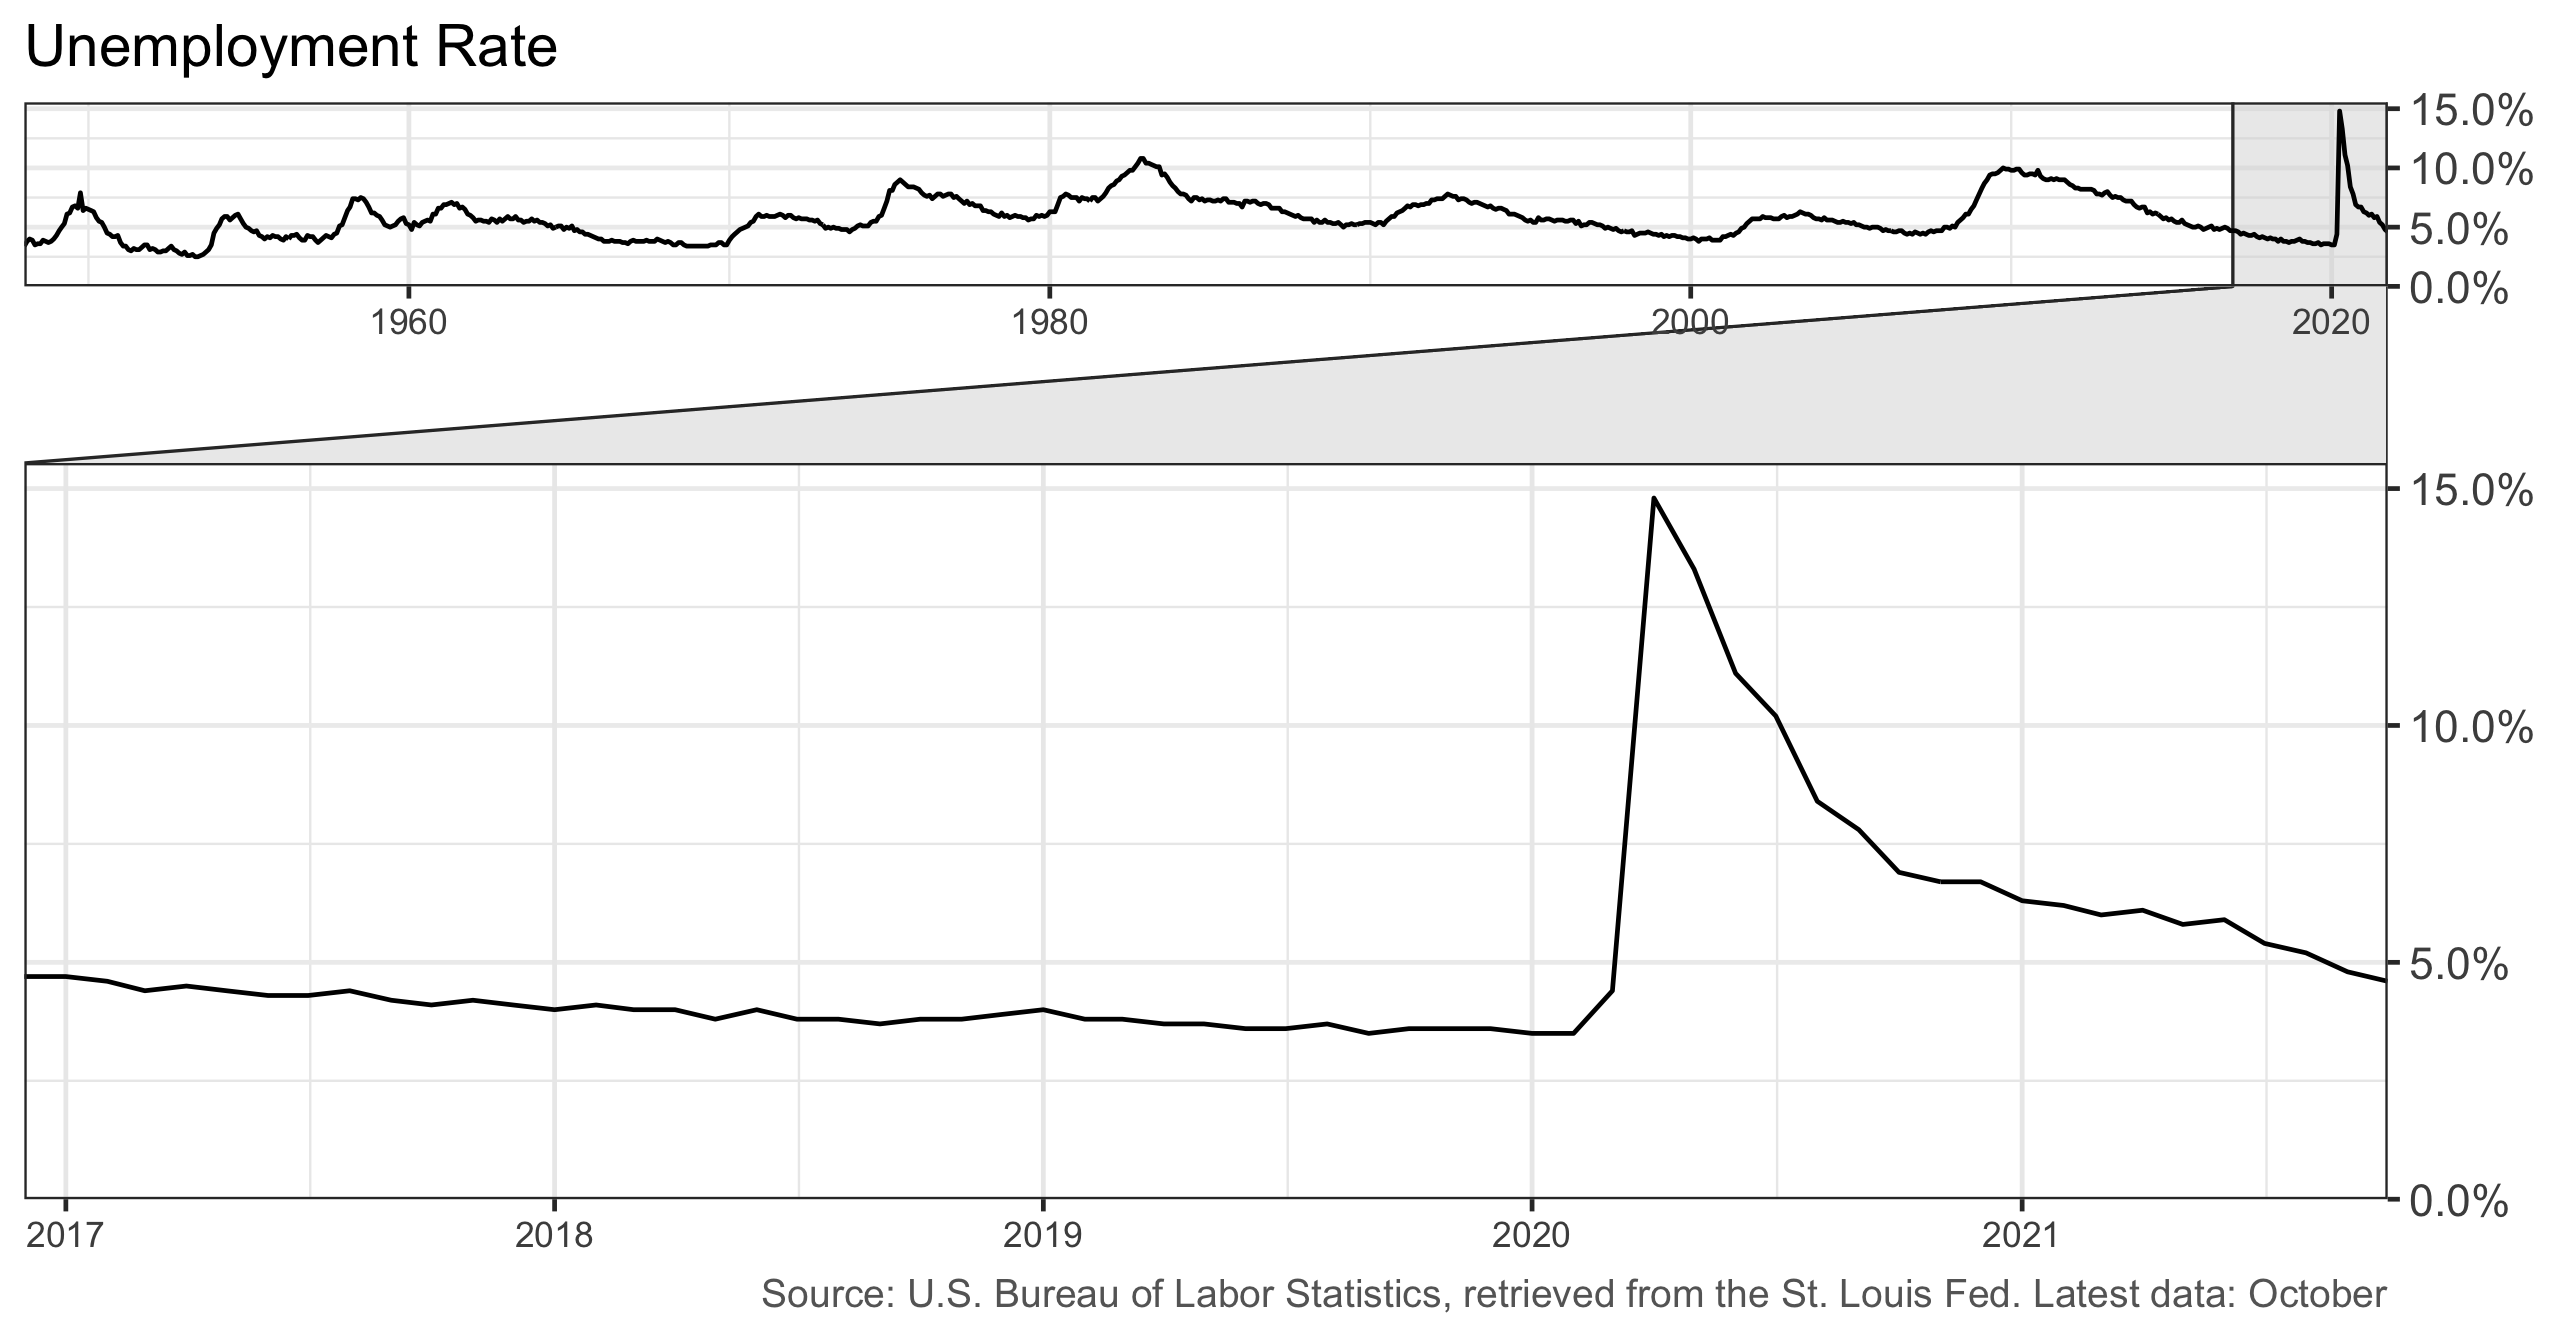 Unemployment Rate
15.0%
10.0%
5.0%
0.0%
1960 1980 2000 2020
15.0%
10.0%
5.0%
0.0%
2017 2018 2019 2020 2021
Source: U.S. Bureau of Labor Statistics, retrieved from the St. Louis Fed. Latest data: October